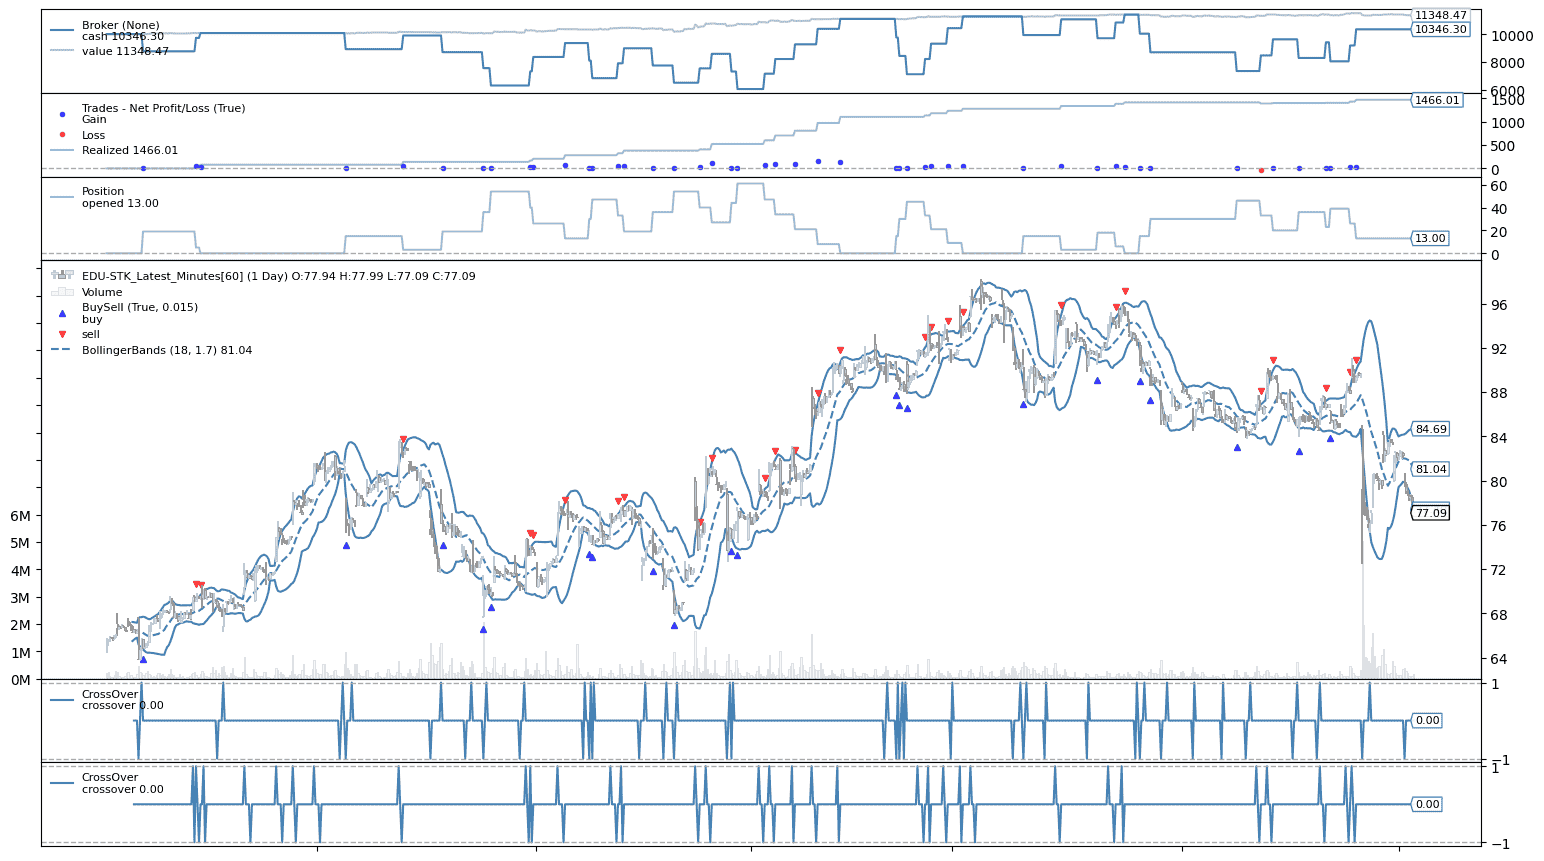 Broker (None)
cash 10346.30
value 11348.47
11348.47
10346.30
10000
8000
6000
Trades - Net Profit/Loss (True)
Gain
Loss
Realized 1466.01
1466.01
1500
1000
500
0
Position
opened 13.00
60
40
20
13.00
0
EDU-STK_Latest_Minutes[60] (1 Day) O:77.94 H:77.99 L:77.09 C:77.09
Volume
BuySell (True, 0.015)
buy
sell
BollingerBands (18, 1.7) 81.04
96
92
88
84
80
76
72
68
64
84.69
81.04
77.09
6M
5M
4M
3M
2M
1M
0M
CrossOver
crossover 0.00
1
0.00
−1
CrossOver
crossover 0.00
1
0.00
−1